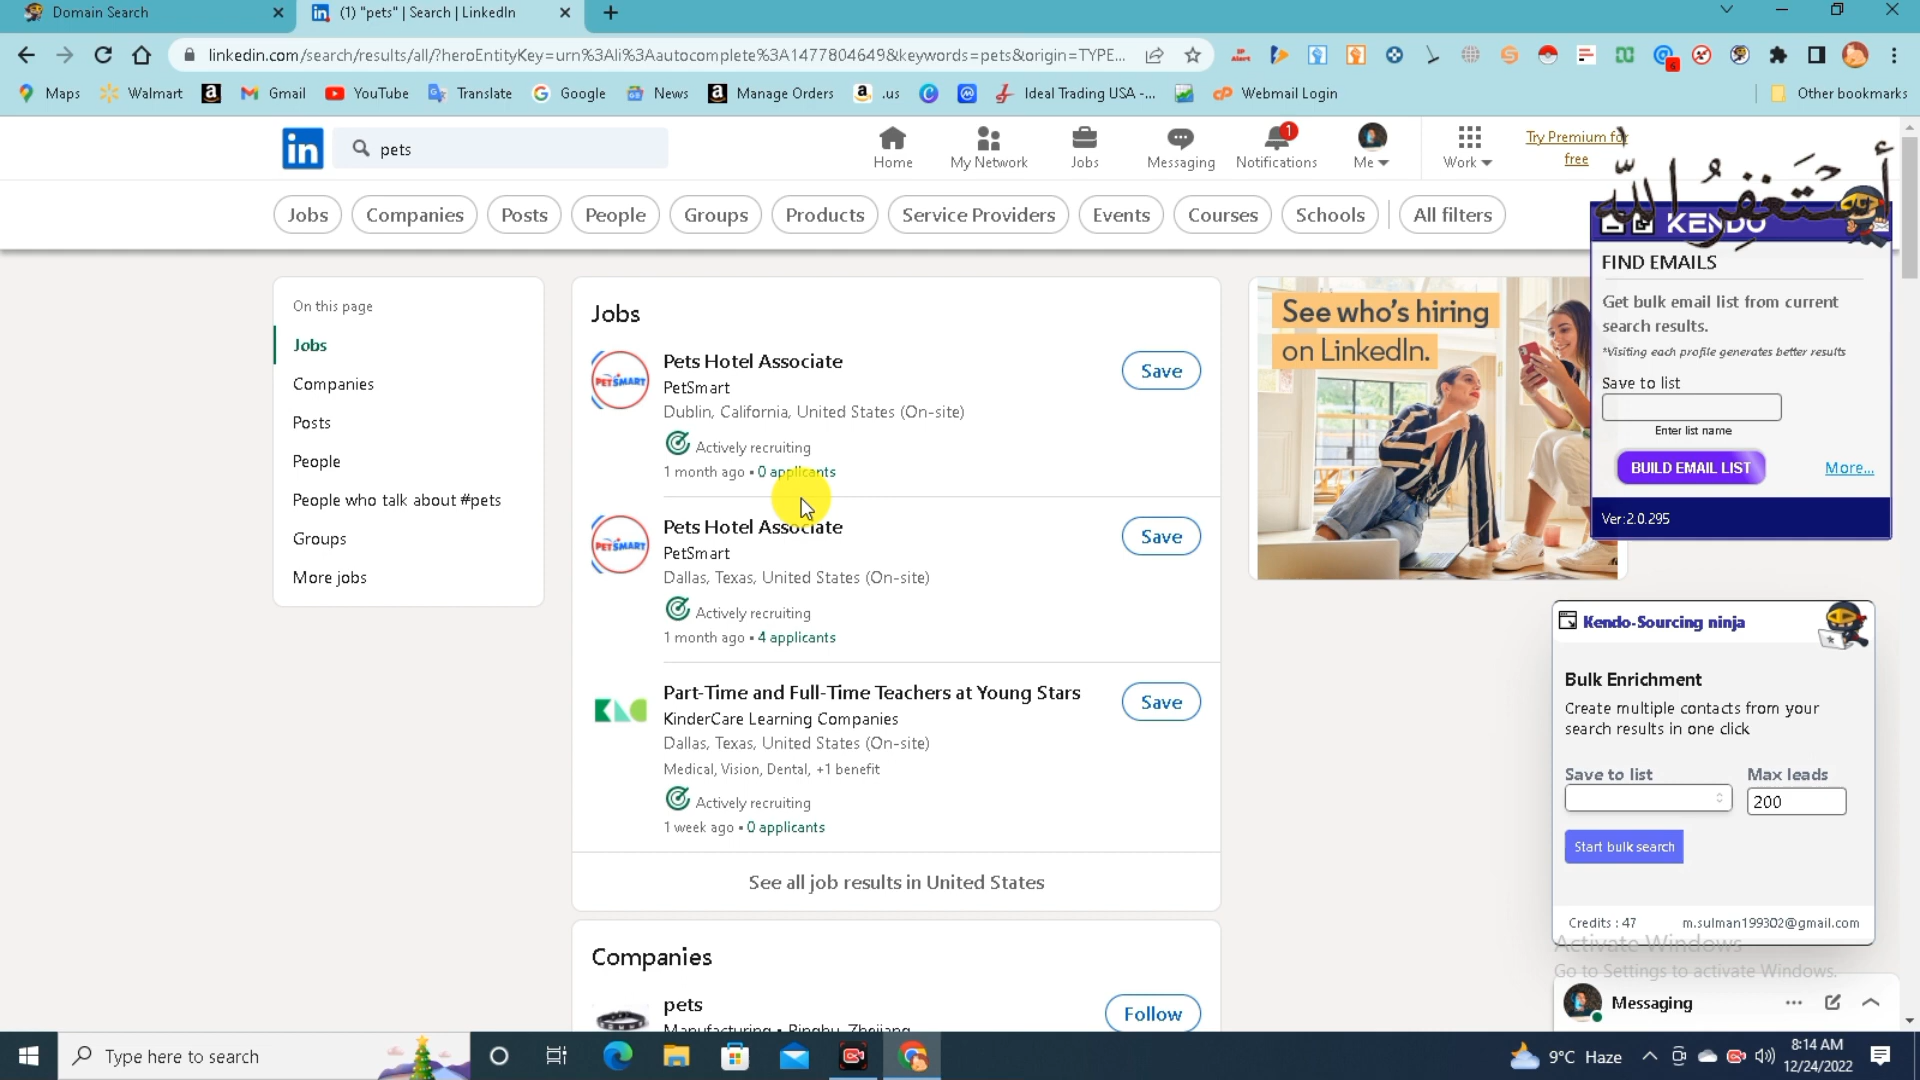 Domain Search
(1) "pets" | Search | LinkedIn
linkedin.com/search/results/all/?heroEntityKey=urn%3Ali%3Aautocomplete%3A1477804649&keywords=pets&origin=TYPE...
Maps
Walmart
Gmail
YouTube
Translate
Google
News
Manage Orders
.us
Ideal Trading USA -...
Webmail Login
Other bookmarks
in
pets
Home
My Network
Jobs
Messaging
1
Notifications
Me
Work
Try Premium for
free
أستغفر الله
Jobs
Companies
Posts
People
Groups
Products
Service Providers
Events
Courses
Schools
All filters
On this page
Jobs
Companies
Posts
People
People who talk about #pets
Groups
More jobs
Jobs
PETSMART
Pets Hotel Associate
PetSmart
Dublin, California, United States (On-site)
Actively recruiting
1 month ago • 0 applicants
Save
PETSMART
Pets Hotel Associate
PetSmart
Dallas, Texas, United States (On-site)
Actively recruiting
1 month ago • 4 applicants
Save
Part-Time and Full-Time Teachers at Young Stars
KinderCare Learning Companies
Dallas, Texas, United States (On-site)
Medical, Vision, Dental, +1 benefit
Actively recruiting
1 week ago • 0 applicants
Save
See all job results in United States
Companies
pets
Manufacturing • Pinghu, Zhejiang
Follow
See who's hiring
on LinkedIn.
KENDO
FIND EMAILS
Get bulk email list from current
search results.
*Visiting each profile generates better results
Save to list
Enter list name
BUILD EMAIL LIST
More...
Ver:2.0.295
Kendo-Sourcing ninja
Bulk Enrichment
Create multiple contacts from your
search results in one click
Save to list
Max leads
200
Start bulk search
Credits : 47
m.sulman199302@gmail.com
Activate Windows
Go to Settings to activate Windows.
Messaging
Type here to search
9°C Haze
8:14 AM
12/24/2022